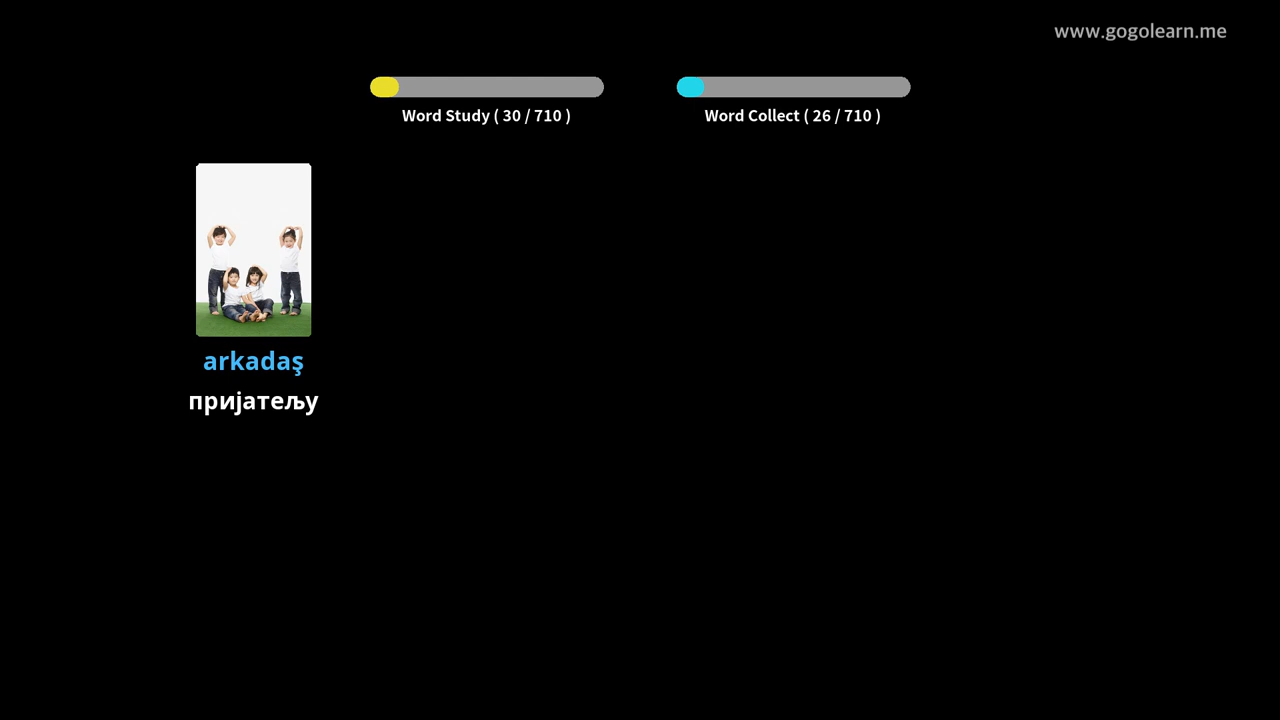 www.gogolearn.me
Word Study ( 30 / 710 )
Word Collect ( 26 / 710 )
arkadaş
пријатељу